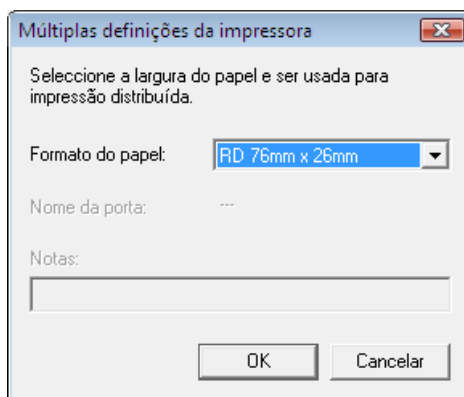 Múltiplas definições da impressora
Seleccione a largura do papel e ser usada para
impressão distribuída.
Formato do papel: RD 76mm x 26mm
Nome da porta: ---
Notas:
OK Cancelar